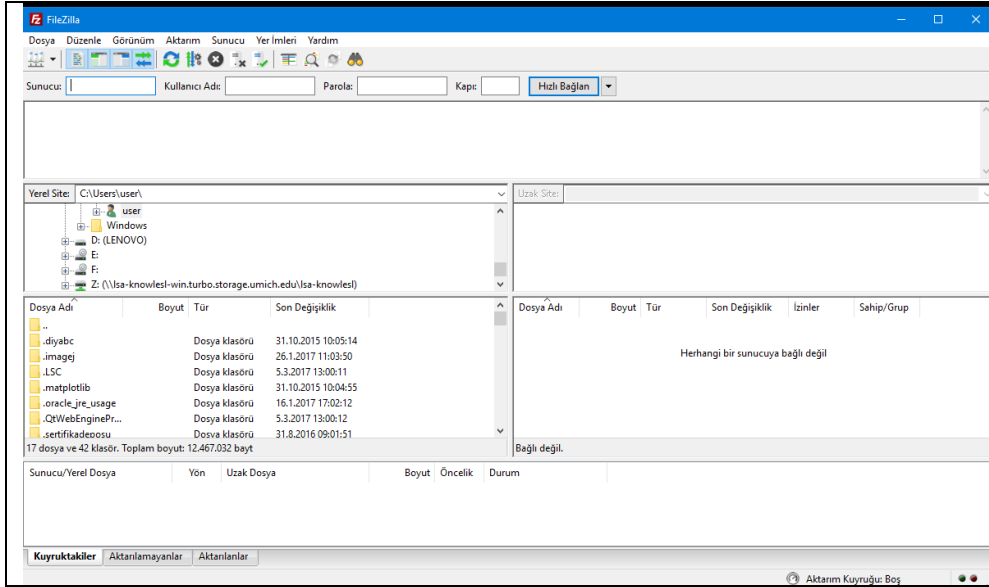 FileZilla
Dosya Düzenle Görünüm Aktarım Sunucu Yer İmleri Yardım
Sunucu: Kullanıcı Adı: Parola: Kapı: Hızlı Bağlan
Yerel Site: C:\Users\user\ Uzak Site:
user
Windows
D: (LENOVO)
E:
F:
Z: (\\lsa-knowlesl-win.turbo.storage.umich.edu\lsa-knowlesl)
Dosya Adı Boyut Tür Son Değişiklik Dosya Adı Boyut Tür Son Değişiklik İzinler Sahip/Grup
..
.diyabc Dosya klasörü 31.10.2015 10:05:14
.imagej Dosya klasörü 26.1.2017 11:03:50
.LSC Dosya klasörü 5.3.2017 13:00:11
.matplotlib Dosya klasörü 31.10.2015 10:04:55
.oracle_jre_usage Dosya klasörü 16.1.2017 17:02:12
.QtWebEnginePr... Dosya klasörü 5.3.2017 13:00:12
.sertifikadeposu Dosya klasörü 31.8.2016 09:01:51
Herhangi bir sunucuya bağlı değil
17 dosya ve 42 klasör. Toplam boyut: 12.467.032 bayt Bağlı değil.
Sunucu/Yerel Dosya Yön Uzak Dosya Boyut Öncelik Durum
Kuyruktakiler Aktarılamayanlar Aktarılanlar
Aktarım Kuyruğu: Boş